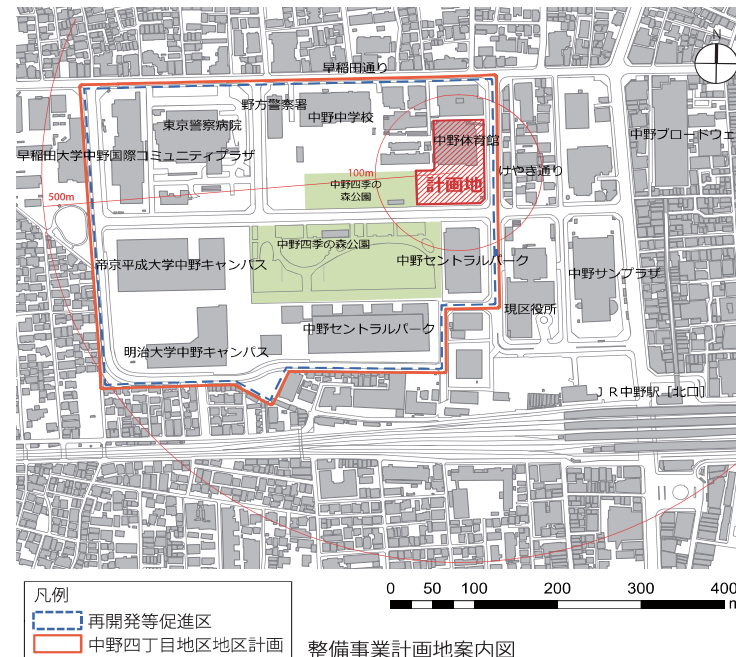 N
早稲田通り
野方警察署
東京警察病院
中野中学校
中野体育館
中野ブロードウェ
早稲田大学中野国際コミュニティプラザ
けやき通り
100m
計画地
中野四季の
森公園
500m
中野四季の森公園
帝京平成大学中野キャンパス
中野セントラルパーク
中野サンプラザ
現区役所
中野セントラルパーク
明治大学中野キャンパス
ＪＲ中野駅［北口］
凡例
再開発等促進区
中野四丁目地区地区計画
0 50 100 200 300 400
m
整備事業計画地案内図